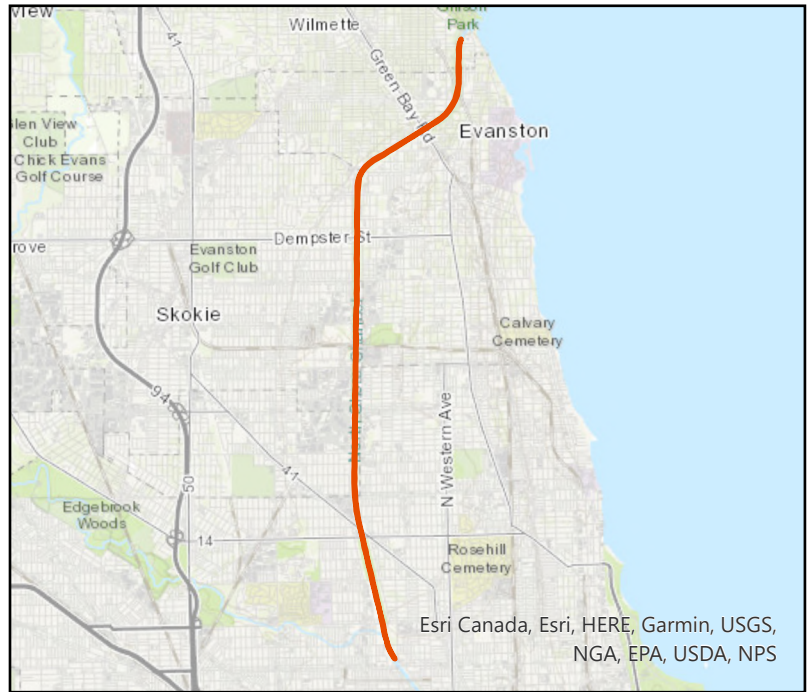 view
Wilmette
Gillson
Park
41
Green Bay Rd
Glen View
Club
Chick Evans
Golf Course
Evanston
rove
Dempster St
Evanston
Golf Club
Skokie
Calvary
Cemetery
94
N Western Ave
41
50
Edgebrook
Woods
14
Rosehill
Cemetery
Esri Canada, Esri, HERE, Garmin, USGS,
NGA, EPA, USDA, NPS